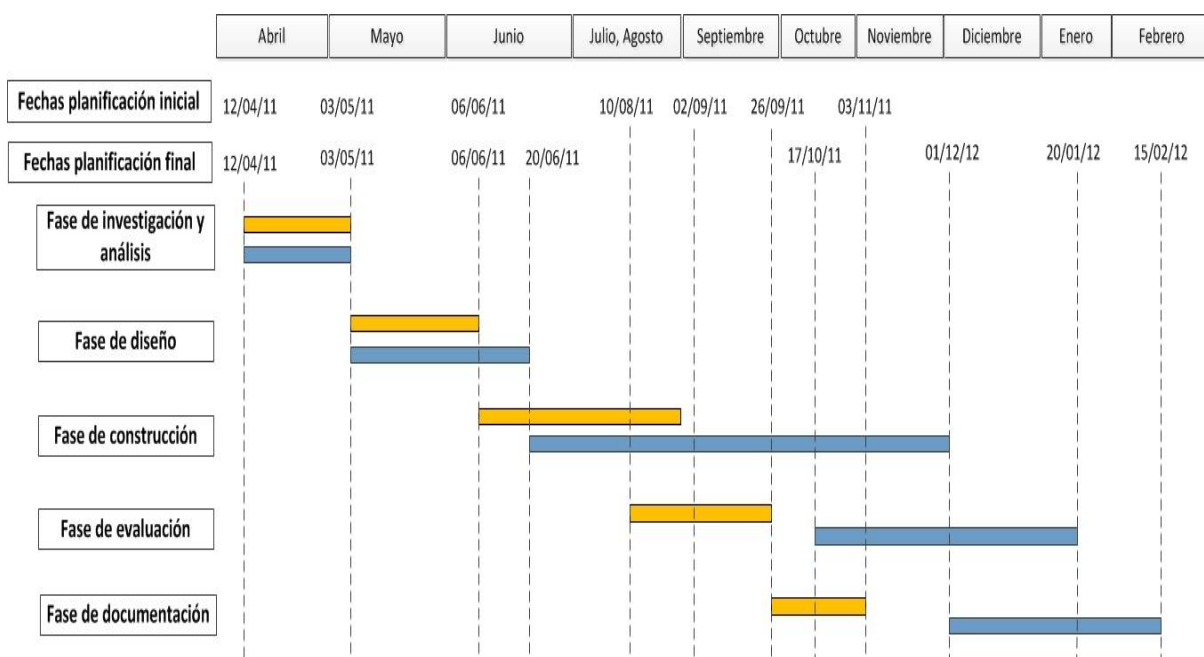 Abril Mayo Junio Julio, Agosto Septiembre Octubre Noviembre Diciembre Enero Febrero
Fechas planificación inicial 12/04/11 03/05/11 06/06/11 10/08/11 02/09/11 26/09/11 03/11/11
Fechas planificación final 12/04/11 03/05/11 06/06/11 20/06/11 17/10/11 01/12/12 20/01/12 15/02/12
Fase de investigación y
análisis
Fase de diseño
Fase de construcción
Fase de evaluación
Fase de documentación